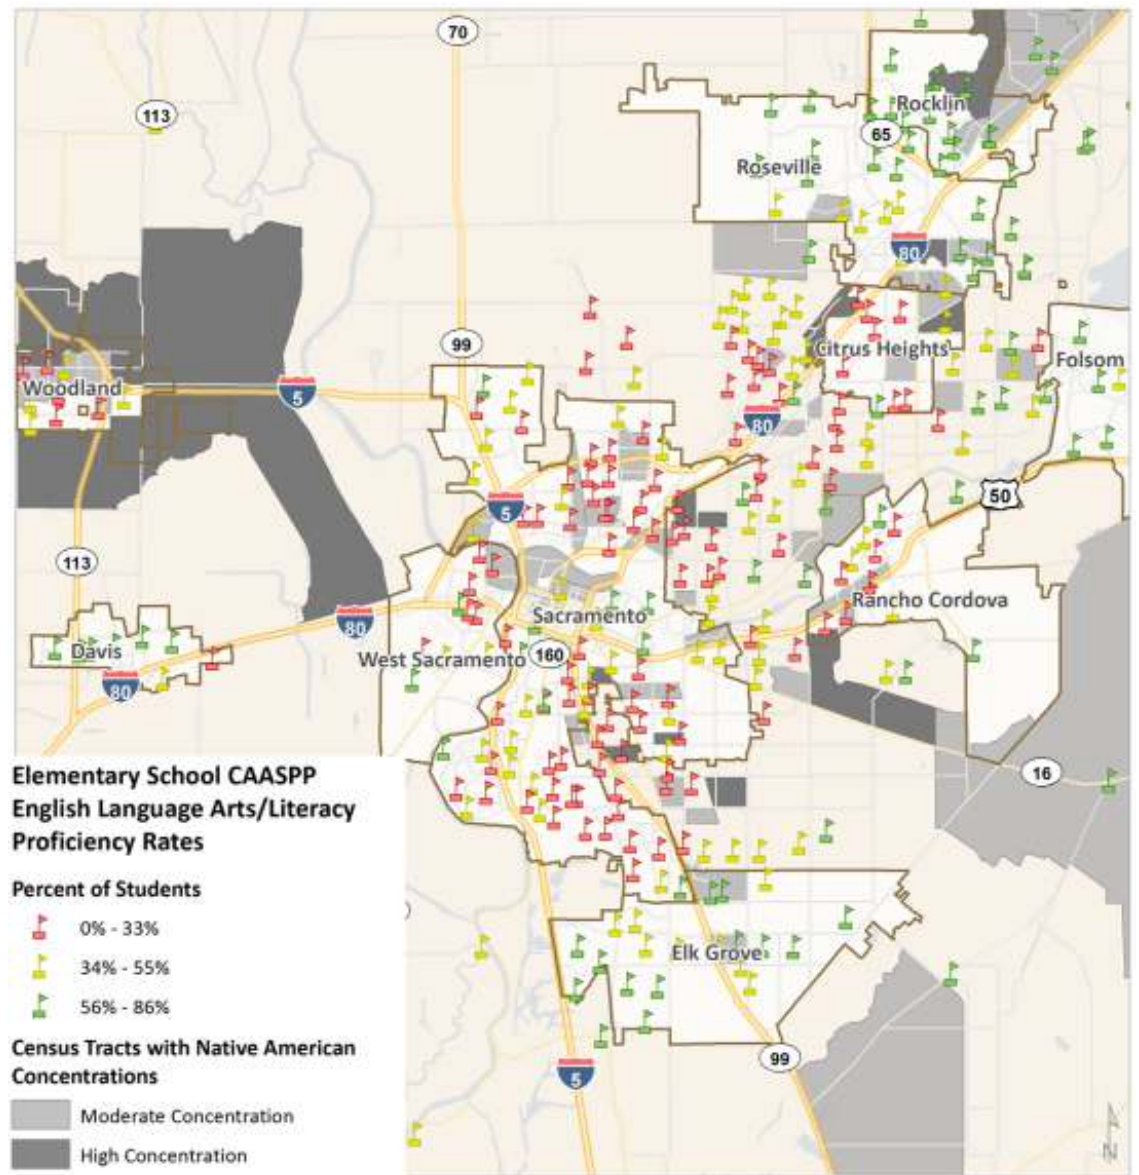 70
113
Rocklin
65
Roseville
80
99
Citrus Heights
Folsom
Woodland
5
80
5
50
113
Rancho Cordova
Sacramento
80
Davis
West Sacramento
160
80
Elementary School CAASPP
English Language Arts/Literacy
Proficiency Rates
16
Percent of Students
0% - 33%
34% - 55%
56% - 86%
Elk Grove
Census Tracts with Native American
Concentrations
99
5
Moderate Concentration
High Concentration
N